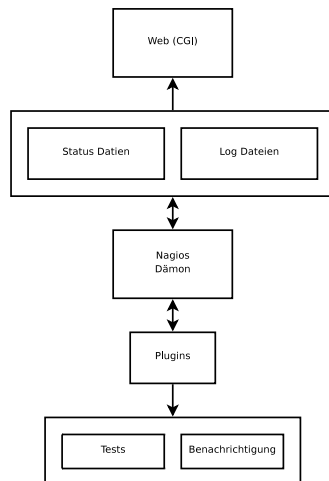 Web (CGI)
Status Datien
Log Dateien
Nagios
Dämon
Plugins
Tests
Benachrichtigung